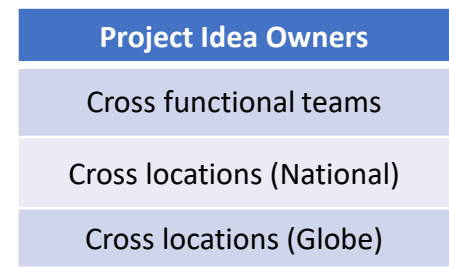 Project Idea Owners
Cross functional teams
Cross locations (National)
Cross locations (Globe)